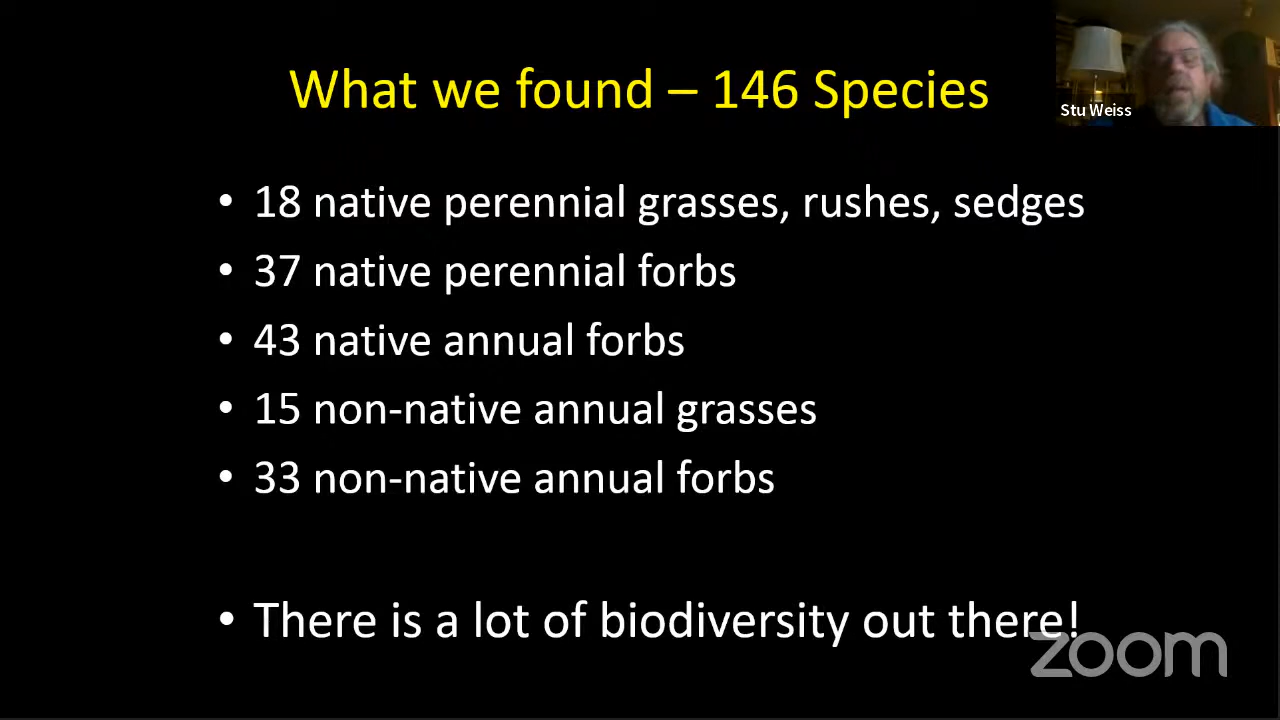 What we found – 146 Species
Stu Weiss
• 18 native perennial grasses, rushes, sedges
• 37 native perennial forbs
• 43 native annual forbs
• 15 non-native annual grasses
• 33 non-native annual forbs
• There is a lot of biodiversity out there!
zoom